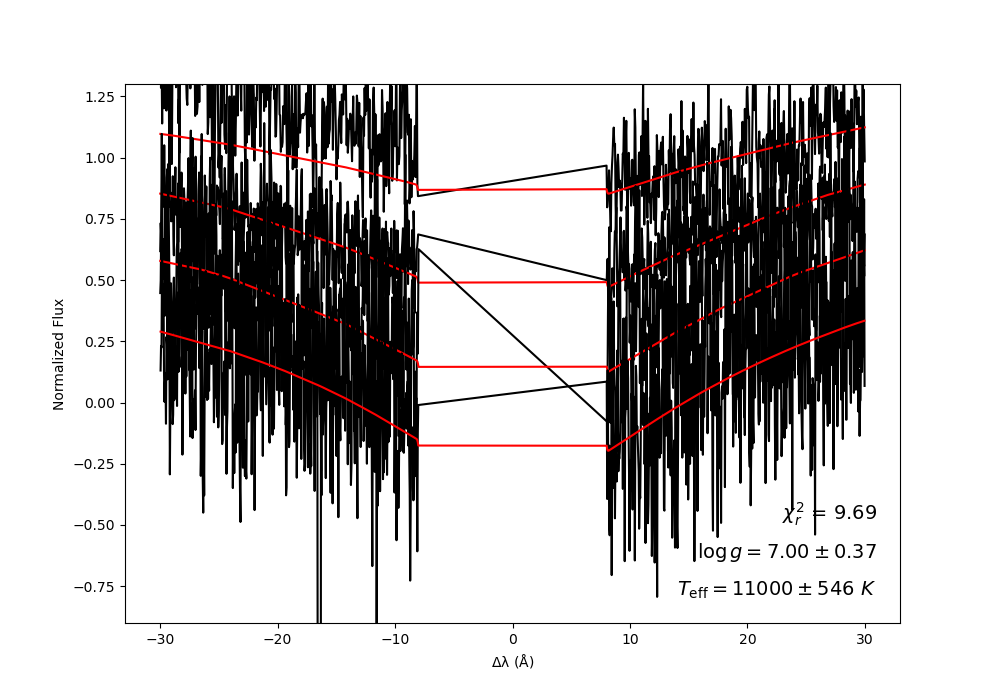 1.25
1.00
0.75
0.50
0.25
0.00
−0.25
−0.50
−0.75
Normalized Flux
χ²ᵣ = 9.69
log g = 7.00 ± 0.37
T_eff = 11000 ± 546 K
−30 −20 −10 0 10 20 30
Δλ (Å)